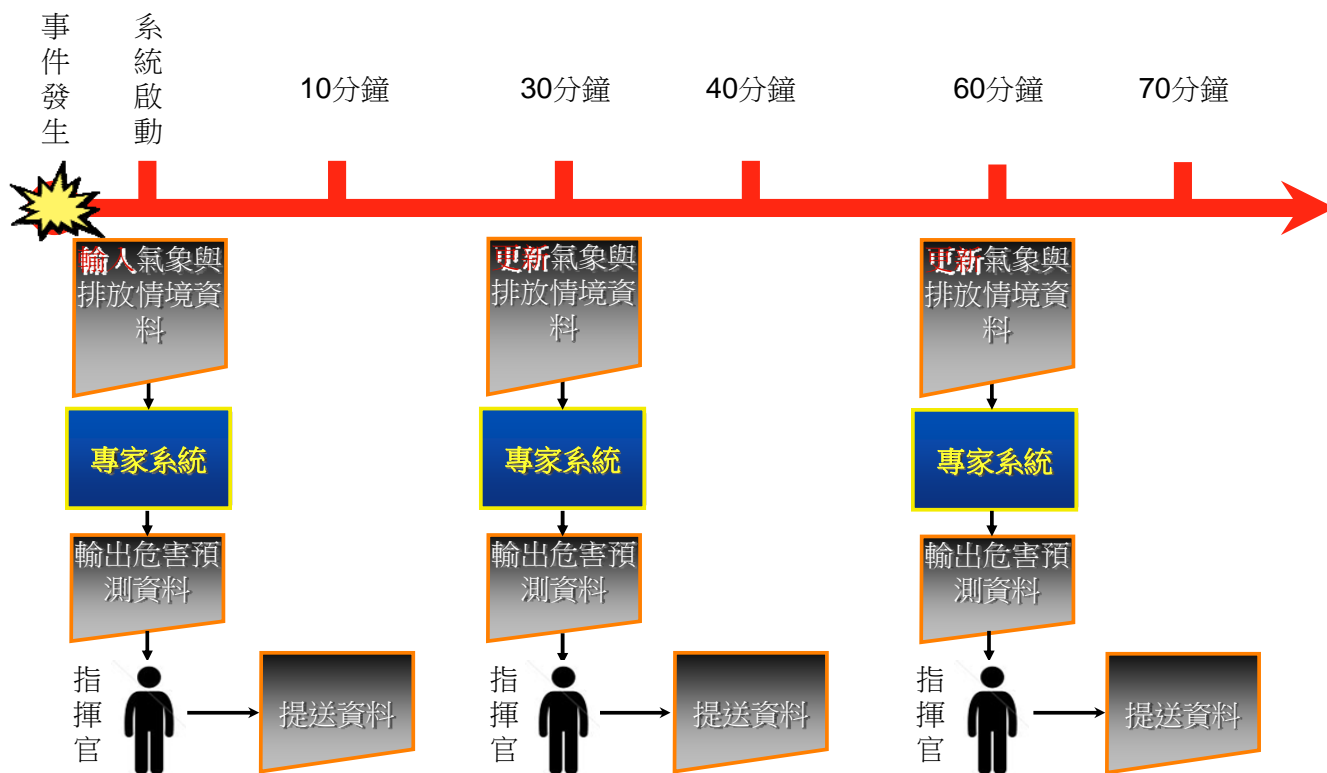 事件發生
系統啟動
10分鐘
30分鐘
40分鐘
60分鐘
70分鐘
輸入氣象與
排放情境資
料
更新氣象與
排放情境資
料
更新氣象與
排放情境資
料
專家系統
專家系統
專家系統
輸出危害預
測資料
輸出危害預
測資料
輸出危害預
測資料
指揮官
提送資料
指揮官
提送資料
指揮官
提送資料